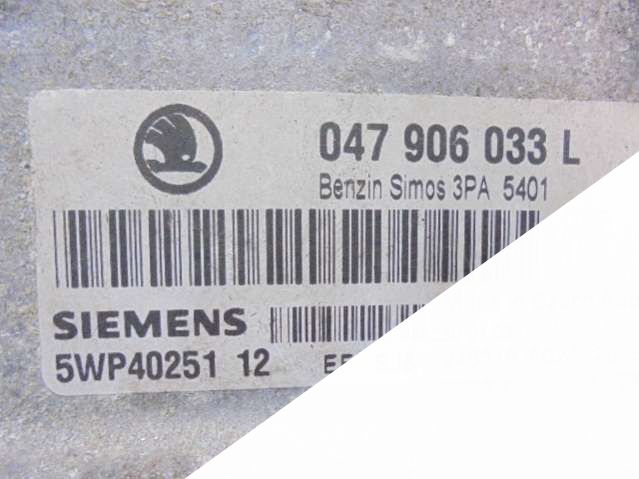 047 906 033 L
Benzin Simos 3PA 5401
SIEMENS
5WP40251 12